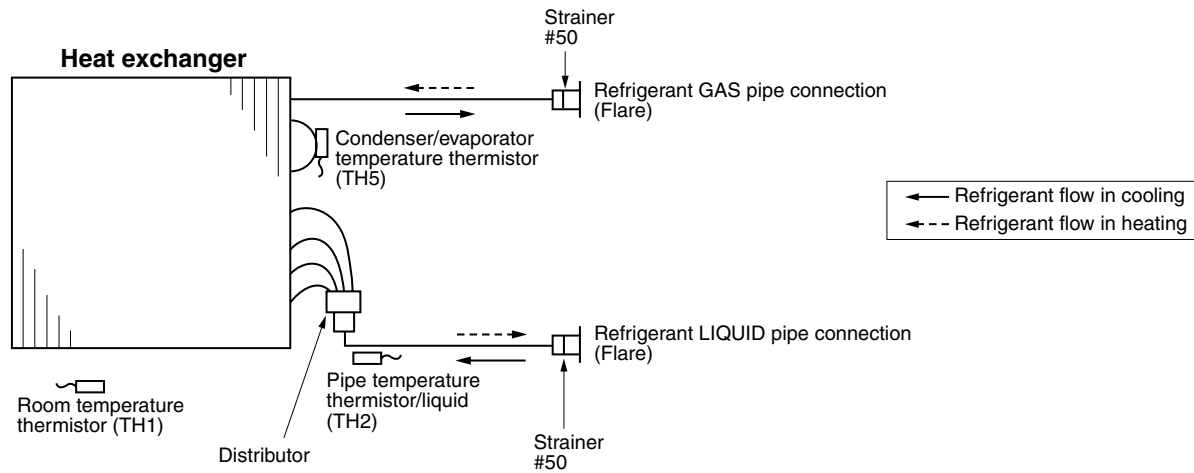 Strainer
#50
Heat exchanger
Refrigerant GAS pipe connection
(Flare)
Condenser/evaporator
temperature thermistor
(TH5)
Refrigerant flow in cooling
Refrigerant flow in heating
Refrigerant LIQUID pipe connection
(Flare)
Pipe temperature
thermistor/liquid
(TH2)
Room temperature
thermistor (TH1)
Distributor
Strainer
#50